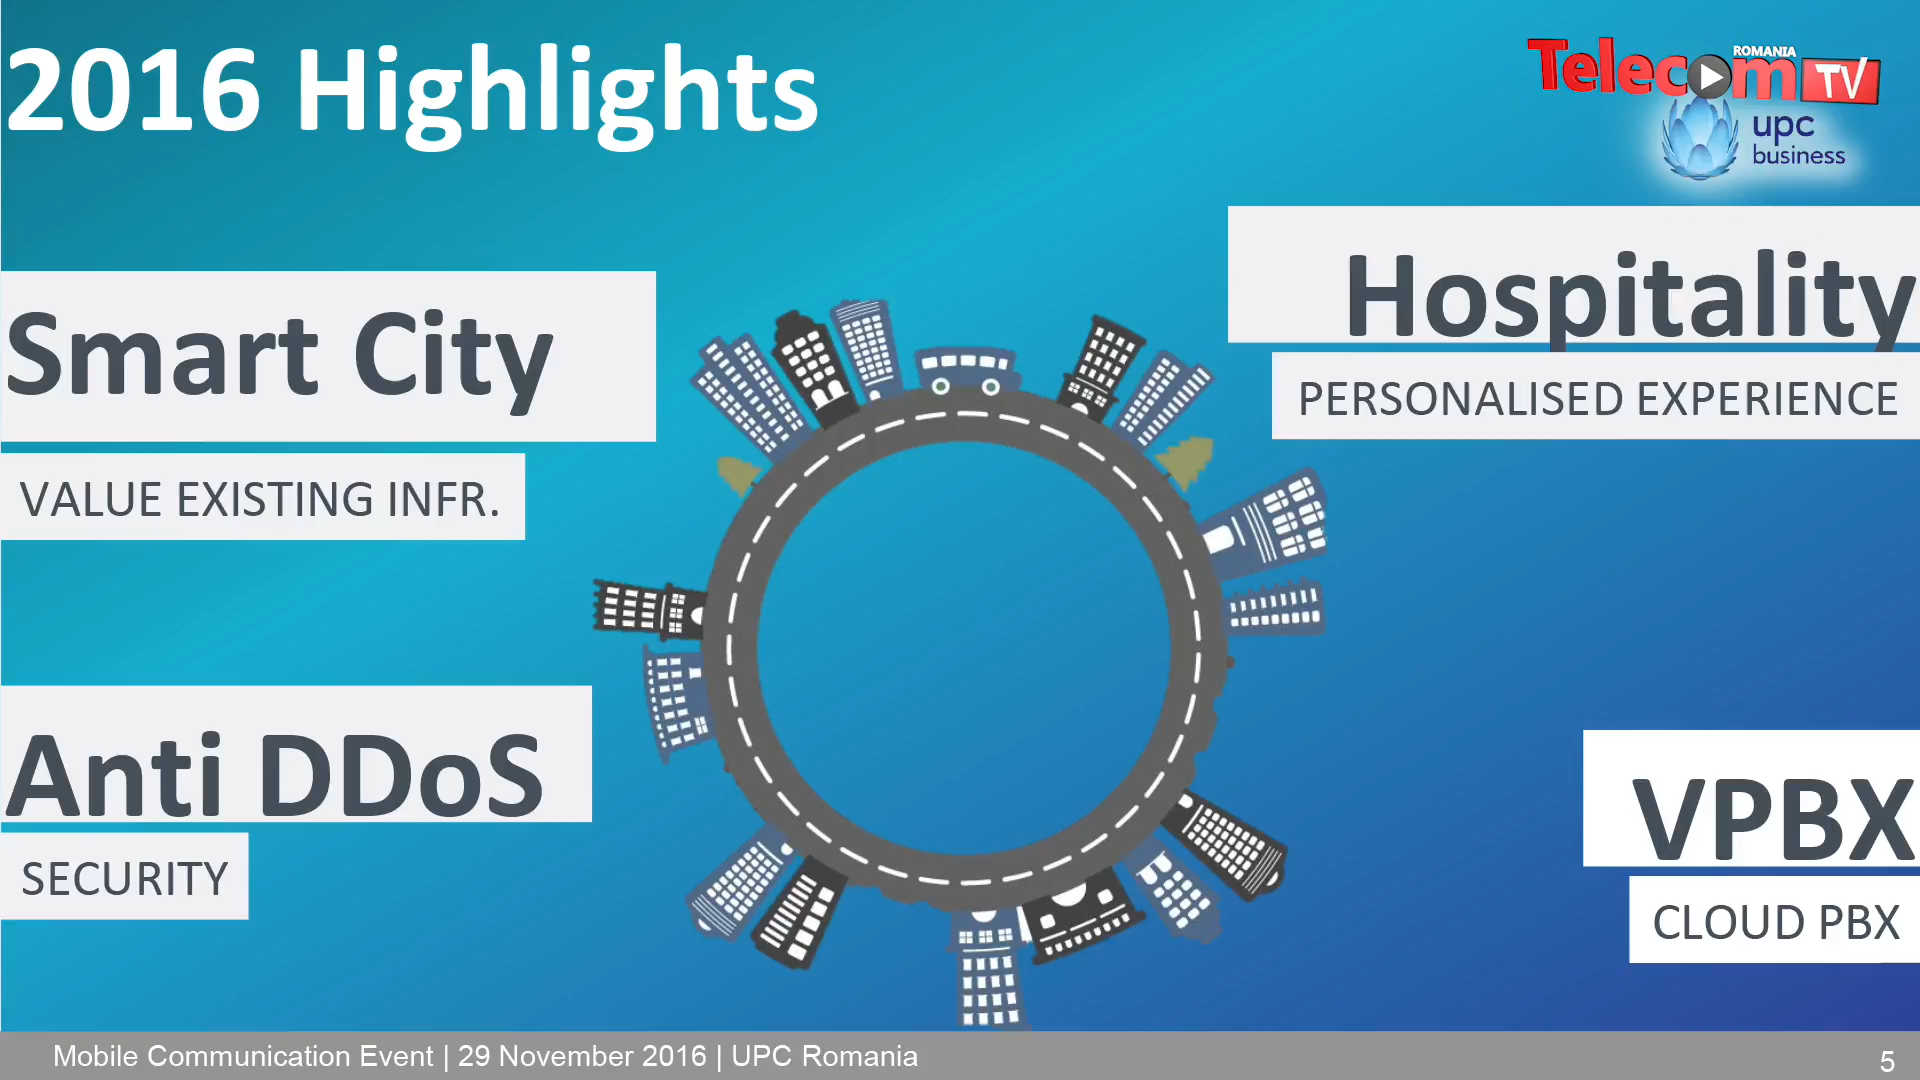 2016 Highlights
Telecom ROMANIA TV
upc
business
Hospitality
PERSONALISED EXPERIENCE
Smart City
VALUE EXISTING INFR.
Anti DDoS
SECURITY
VPBX
CLOUD PBX
Mobile Communication Event | 29 November 2016 | UPC Romania
5